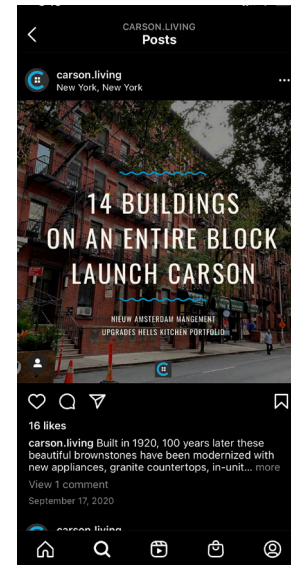 CARSON.LIVING
Posts
carson.living
New York, New York
14 BUILDINGS
ON AN ENTIRE BLOCK
LAUNCH CARSON
NIEUW AMSTERDAM MANGEMENT
UPGRADES HELLS KITCHEN PORTFOLIO
16 likes
carson.living Built in 1920, 100 years later these
beautiful brownstones have been modernized with
new appliances, granite countertops, in-unit... more
View 1 comment
September 17, 2020
carson.living